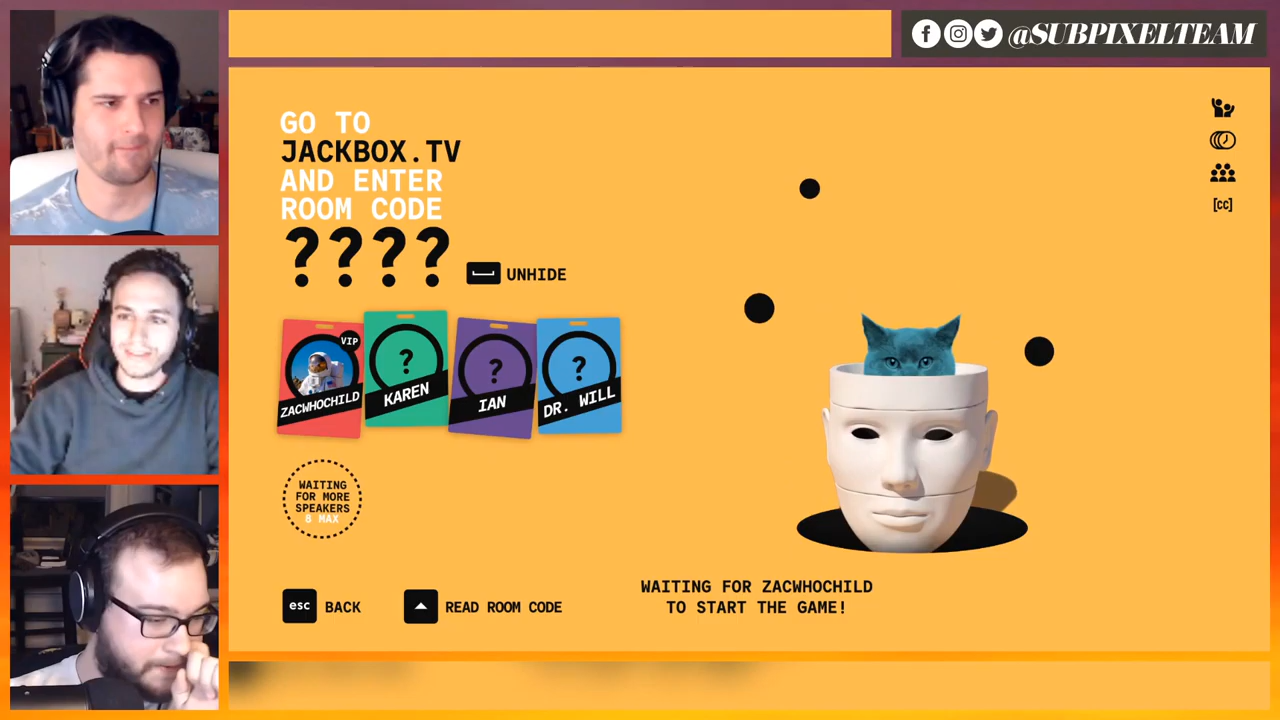 @SUBPIXELTEAM
GO TO
JACKBOX.TV
AND ENTER
ROOM CODE
????
UNHIDE
VIP
ZACWHOCHILD
?
KAREN
?
IAN
?
DR. WILL
WAITING
FOR MORE
SPEAKERS
8 MAX
[CC]
WAITING FOR ZACWHOCHILD
TO START THE GAME!
esc BACK
READ ROOM CODE